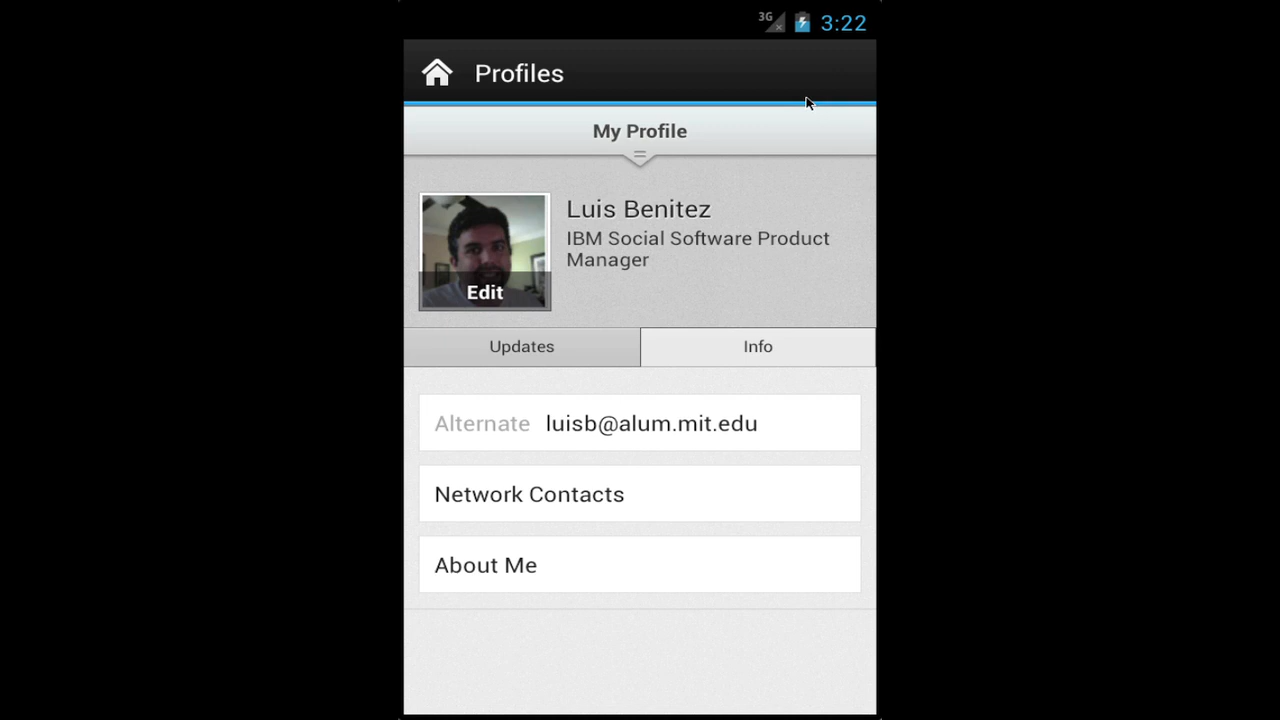 3G 3:22
Profiles
My Profile
Luis Benitez
IBM Social Software Product
Manager
Edit
Updates Info
Alternate luisb@alum.mit.edu
Network Contacts
About Me